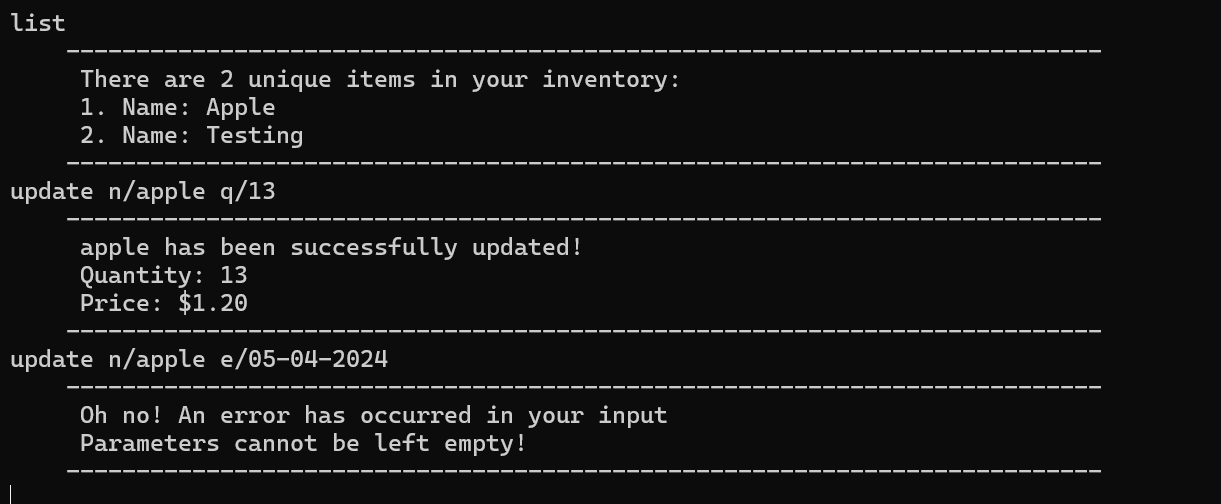 list
--------------------------------------------------------------------------
There are 2 unique items in your inventory:
1. Name: Apple
2. Name: Testing
--------------------------------------------------------------------------
update n/apple q/13
--------------------------------------------------------------------------
apple has been successfully updated!
Quantity: 13
Price: $1.20
--------------------------------------------------------------------------
update n/apple e/05-04-2024
--------------------------------------------------------------------------
Oh no! An error has occurred in your input
Parameters cannot be left empty!
--------------------------------------------------------------------------